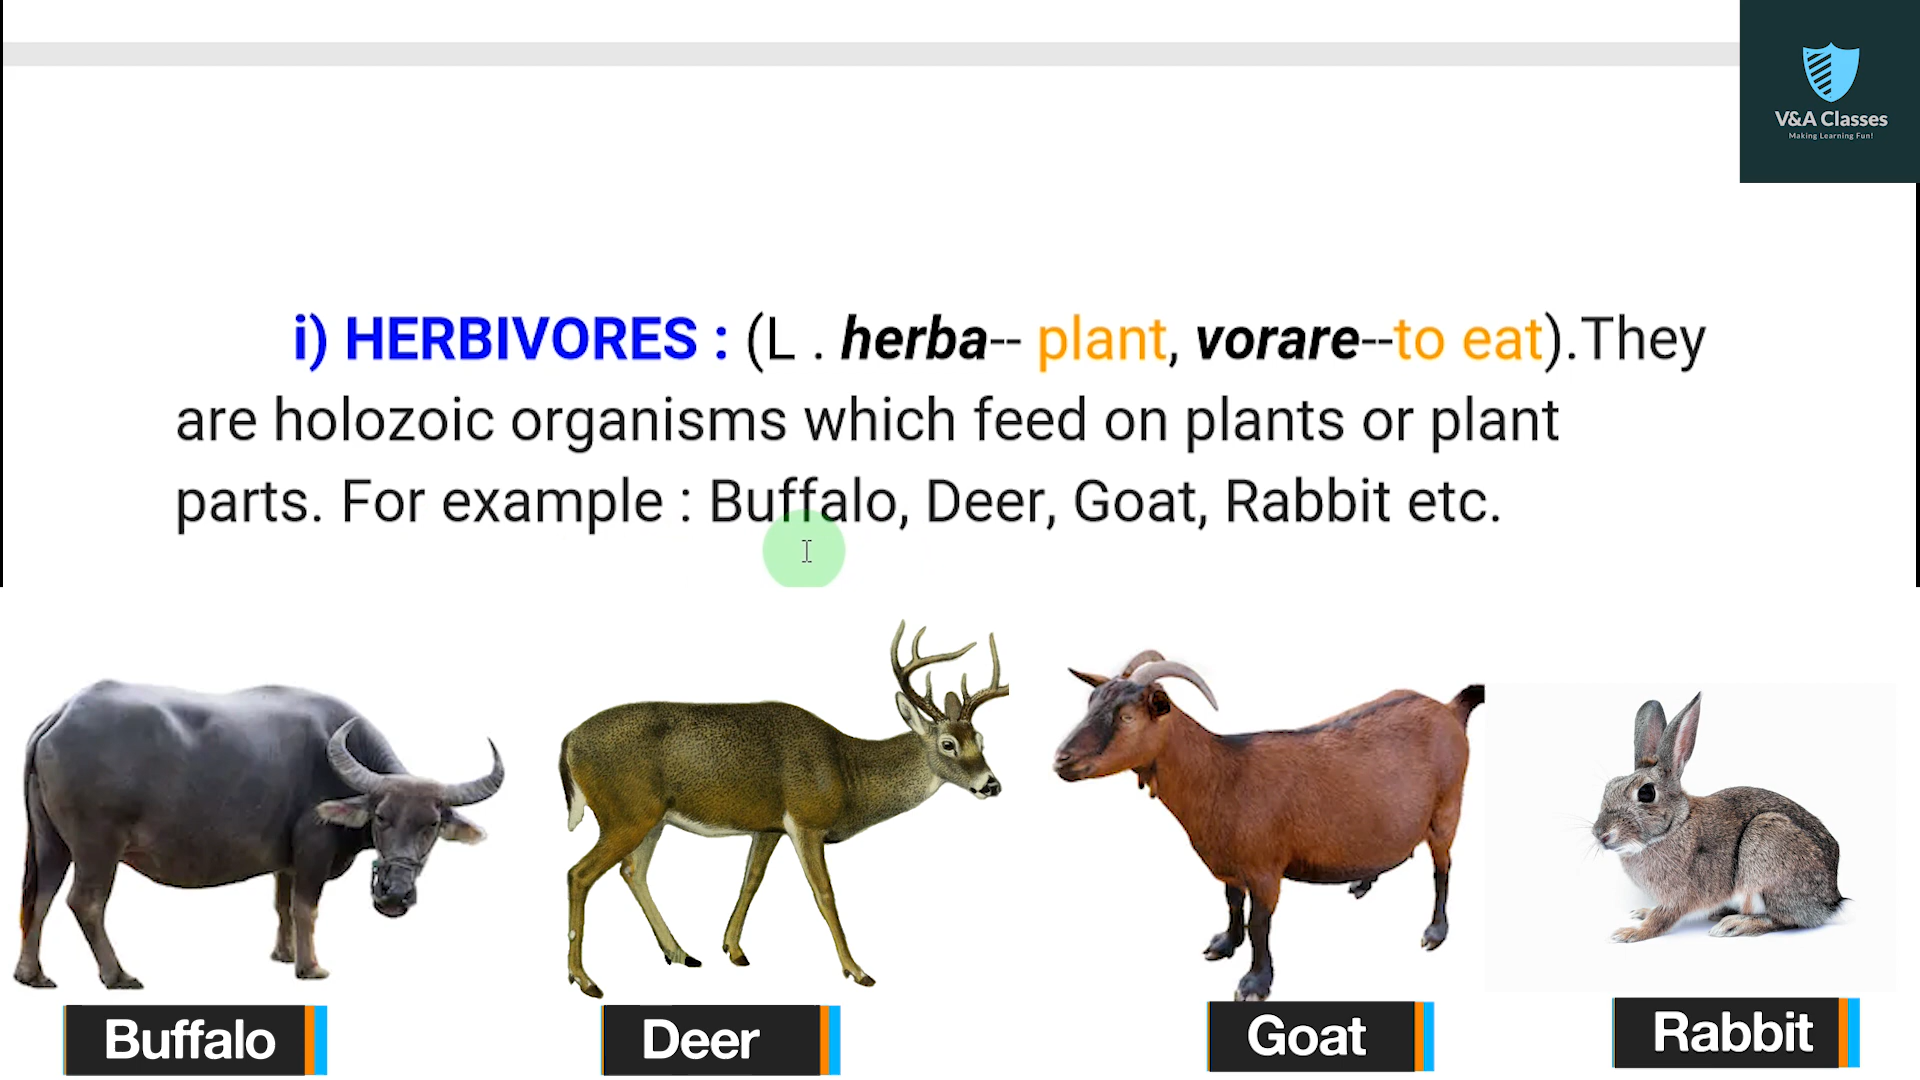 V&A Classes
Making Learning Fun!
i) HERBIVORES : (L . herba-- plant, vorare--to eat).They
are holozoic organisms which feed on plants or plant
parts. For example : Buffalo, Deer, Goat, Rabbit etc.
Buffalo
Deer
Goat
Rabbit